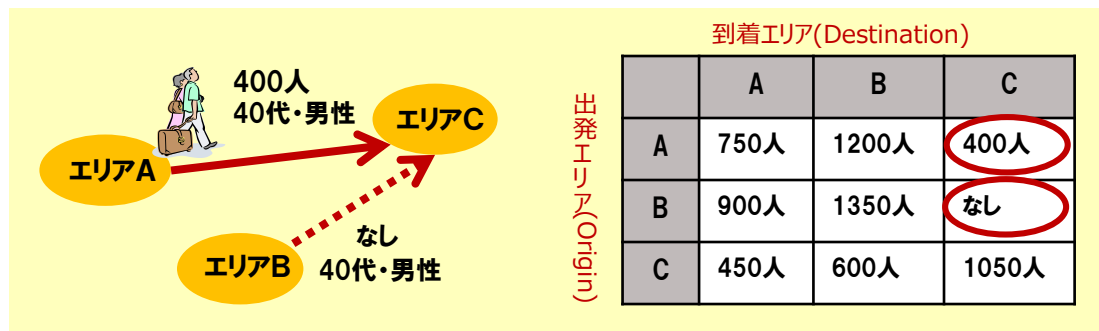 400人
40代・男性
エリアC
エリアA
なし
40代・男性
エリアB
到着エリア(Destination)
出発エリア(Origin)
A B C
A 750人 1200人 400人
B 900人 1350人 なし
C 450人 600人 1050人